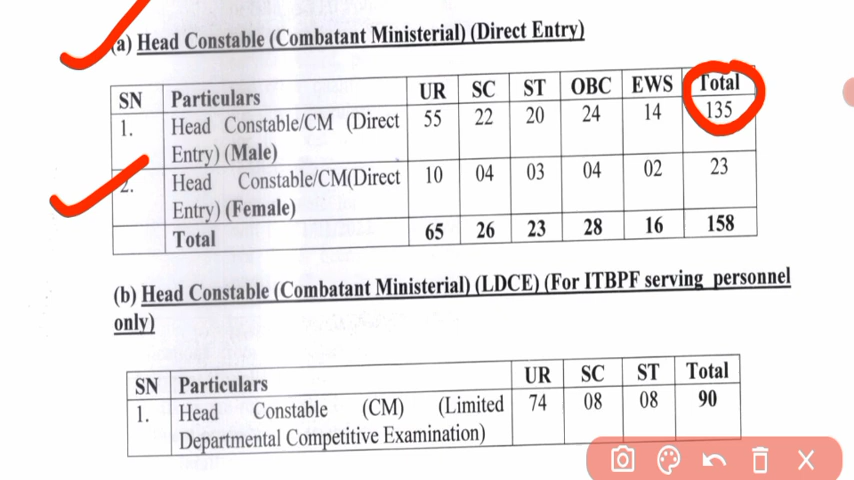 (a) Head Constable (Combatant Ministerial) (Direct Entry)
SN Particulars UR SC ST OBC EWS Total
1. Head Constable/CM (Direct 55 22 20 24 14 135
Entry) (Male)
2. Head Constable/CM(Direct 10 04 03 04 02 23
Entry) (Female)
Total 65 26 23 28 16 158
(b) Head Constable (Combatant Ministerial) (LDCE) (For ITBPF serving personnel
only)
SN Particulars UR SC ST Total
1. Head Constable (CM) (Limited 74 08 08 90
Departmental Competitive Examination)